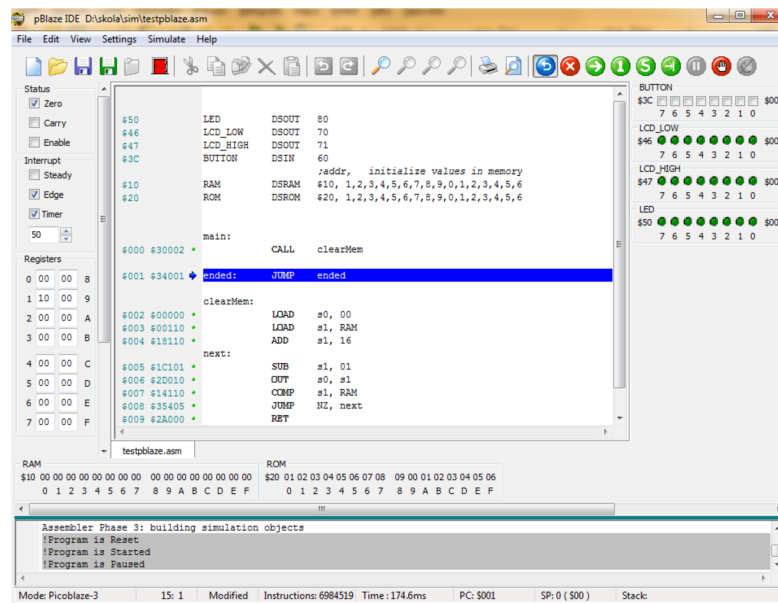 pBlaze IDE D:\skola\sim\testpblaze.asm
File Edit View Settings Simulate Help
Status
Zero
Carry
Enable
Interrupt
Steady
Edge
Timer
50
Registers
0 00 00 8
1 10 00 9
2 00 00 A
3 00 00 B
4 00 00 C
5 00 00 D
6 00 00 E
7 00 00 F
$50 LED DSOUT 80
$46 LCD_LOW DSOUT 70
$47 LCD_HIGH DSOUT 71
$3C BUTTON DSIN 60
;addr, initialize values in memory
$10 RAM DSRAM $10, 1,2,3,4,5,6,7,8,9,0,1,2,3,4,5,6
$20 ROM DSROM $20, 1,2,3,4,5,6,7,8,9,0,1,2,3,4,5,6
main:
$000 $30002 CALL clearMem
$001 $34001 ended: JUMP ended
clearMem:
$002 $00000 LOAD s0, 00
$003 $00110 LOAD s1, RAM
$004 $18110 ADD s1, 16
next:
$005 $1C101 SUB s1, 01
$006 $2D010 OUT s0, s1
$007 $14110 COMP s1, RAM
$008 $35405 JUMP NZ, next
$009 $2A000 RET
testpblaze.asm
BUTTON
$3C $00
7 6 5 4 3 2 1 0
LCD_LOW
$46 $00
7 6 5 4 3 2 1 0
LCD_HIGH
$47 $00
7 6 5 4 3 2 1 0
LED
$50 $00
7 6 5 4 3 2 1 0
RAM
$10 00 00 00 00 00 00 00 00 00 00 00 00 00 00 00 00
0 1 2 3 4 5 6 7 8 9 A B C D E F
ROM
$20 01 02 03 04 05 06 07 08 09 00 01 02 03 04 05 06
0 1 2 3 4 5 6 7 8 9 A B C D E F
Assembler Phase 3: building simulation objects
!Program is Reset
!Program is Started
!Program is Paused
Mode: Picoblaze-3 15: 1 Modified Instructions: 6984519 Time : 174.6ms PC: $001 SP: 0 ( $00 ) Stack: